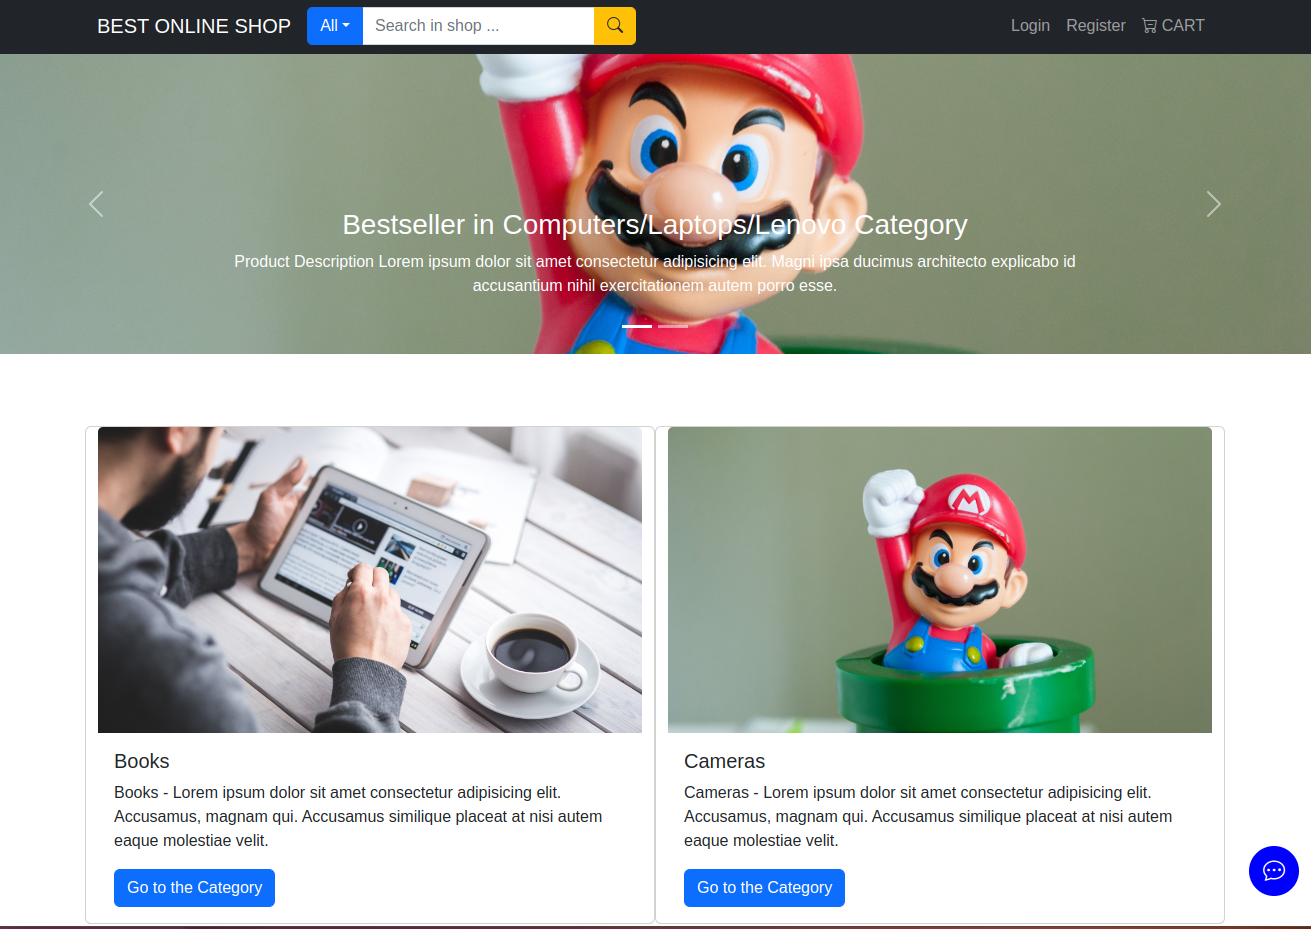 BEST ONLINE SHOP All Search in shop ... Login Register CART
Bestseller in Computers/Laptops/Lenovo Category
Product Description Lorem ipsum dolor sit amet consectetur adipisicing elit. Magni ipsa ducimus architecto explicabo id
accusantium nihil exercitationem autem porro esse.
M
Books
Books - Lorem ipsum dolor sit amet consectetur adipisicing elit.
Accusamus, magnam qui. Accusamus similique placeat at nisi autem
eaque molestiae velit.
Go to the Category
Cameras
Cameras - Lorem ipsum dolor sit amet consectetur adipisicing elit.
Accusamus, magnam qui. Accusamus similique placeat at nisi autem
eaque molestiae velit.
Go to the Category